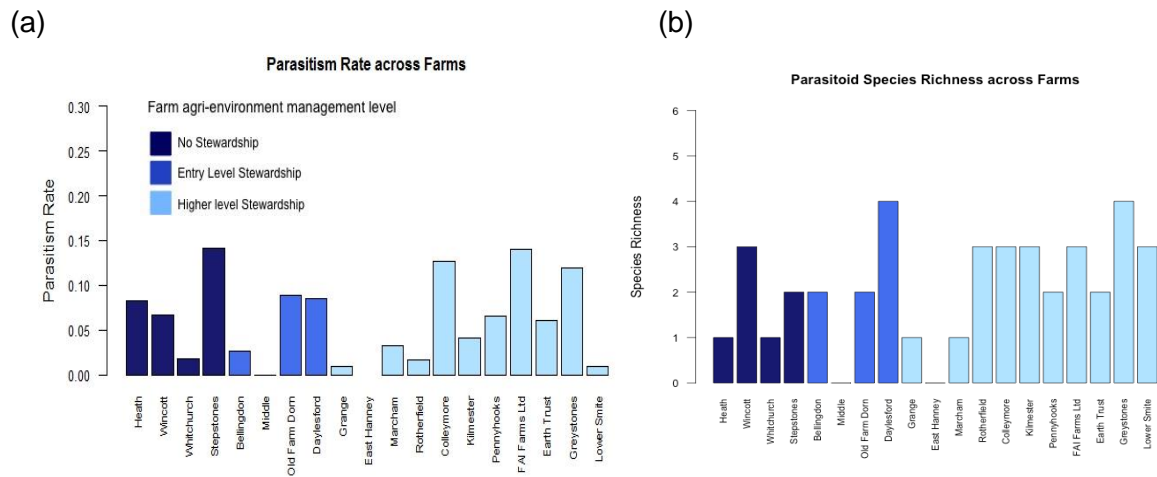 (a)
Parasitism Rate across Farms
Farm agri-environment management level
No Stewardship
Entry Level Stewardship
Higher level Stewardship
Parasitism Rate
0.30
0.25
0.20
0.15
0.10
0.05
0.00
Heath
Wincott
Whitchurch
Stepstones
Bellingdon
Middle
Old Farm Dorn
Daylesford
Grange
East Hanney
Marcham
Rotherfield
Colleymore
Kilmester
Pennyhooks
FAI Farms Ltd
Earth Trust
Greystones
Lower Smite
(b)
Parasitoid Species Richness across Farms
Species Richness
6
5
4
3
2
1
0
Heath
Wincott
Whitchurch
Stepstones
Bellingdon
Middle
Old Farm Dorn
Daylesford
Grange
East Hanney
Marcham
Rotherfield
Colleymore
Kilmester
Pennyhooks
FAI Farms Ltd
Earth Trust
Greystones
Lower Smite